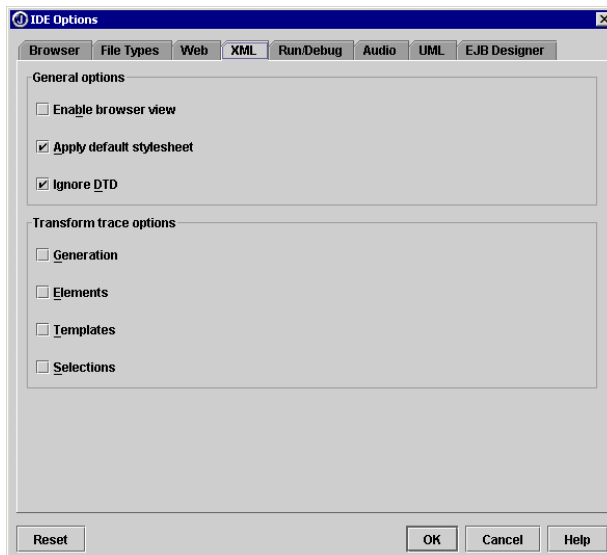 IDE Options
Browser File Types Web XML Run/Debug Audio UML EJB Designer
General options
Enable browser view
Apply default stylesheet
Ignore DTD
Transform trace options
Generation
Elements
Templates
Selections
Reset OK Cancel Help